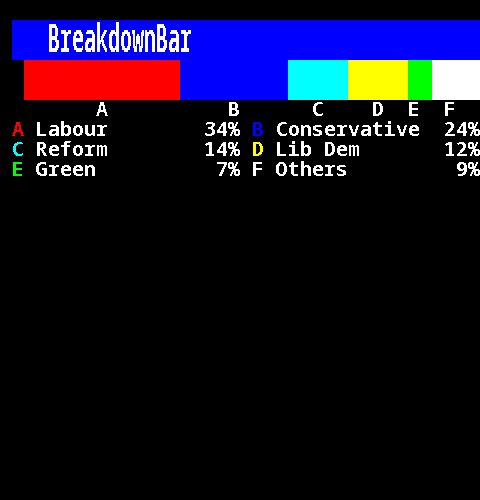 BreakdownBar
A B C D E F
A Labour 34% B Conservative 24%
C Reform 14% D Lib Dem 12%
E Green 7% F Others 9%